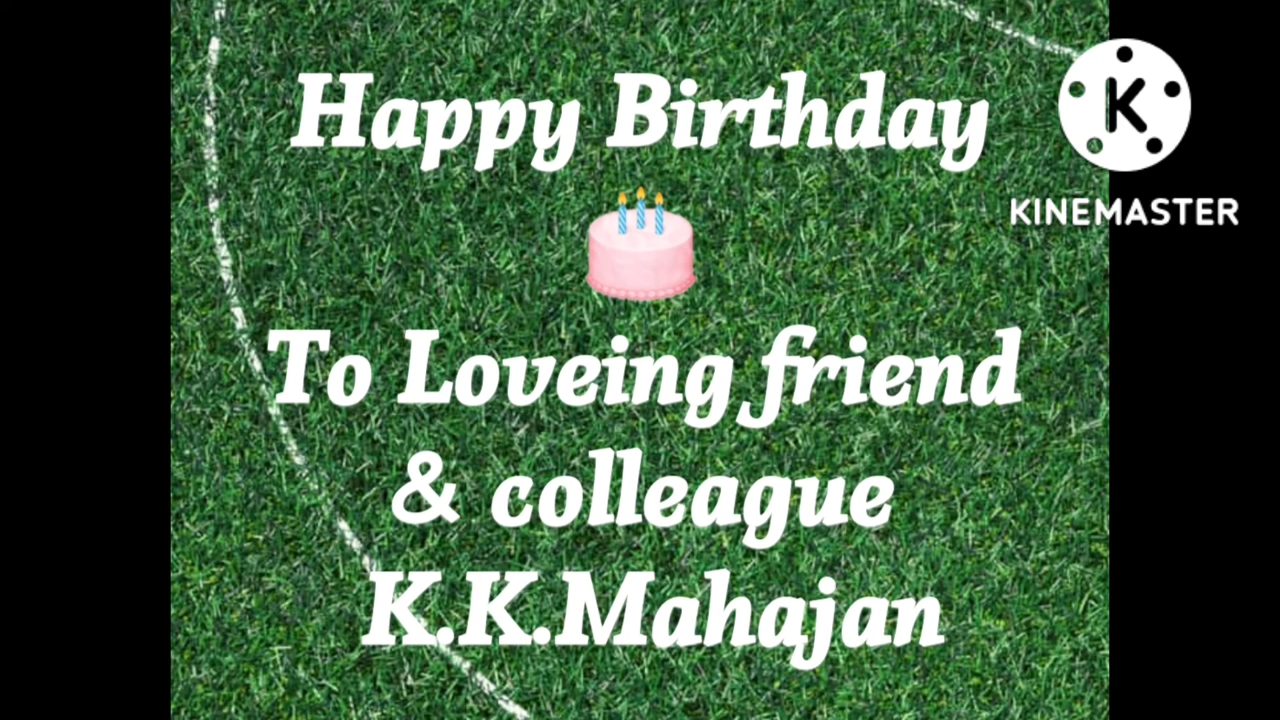 Happy Birthday
To Loveing friend
& colleague
K.K.Mahajan
K
KINEMASTER